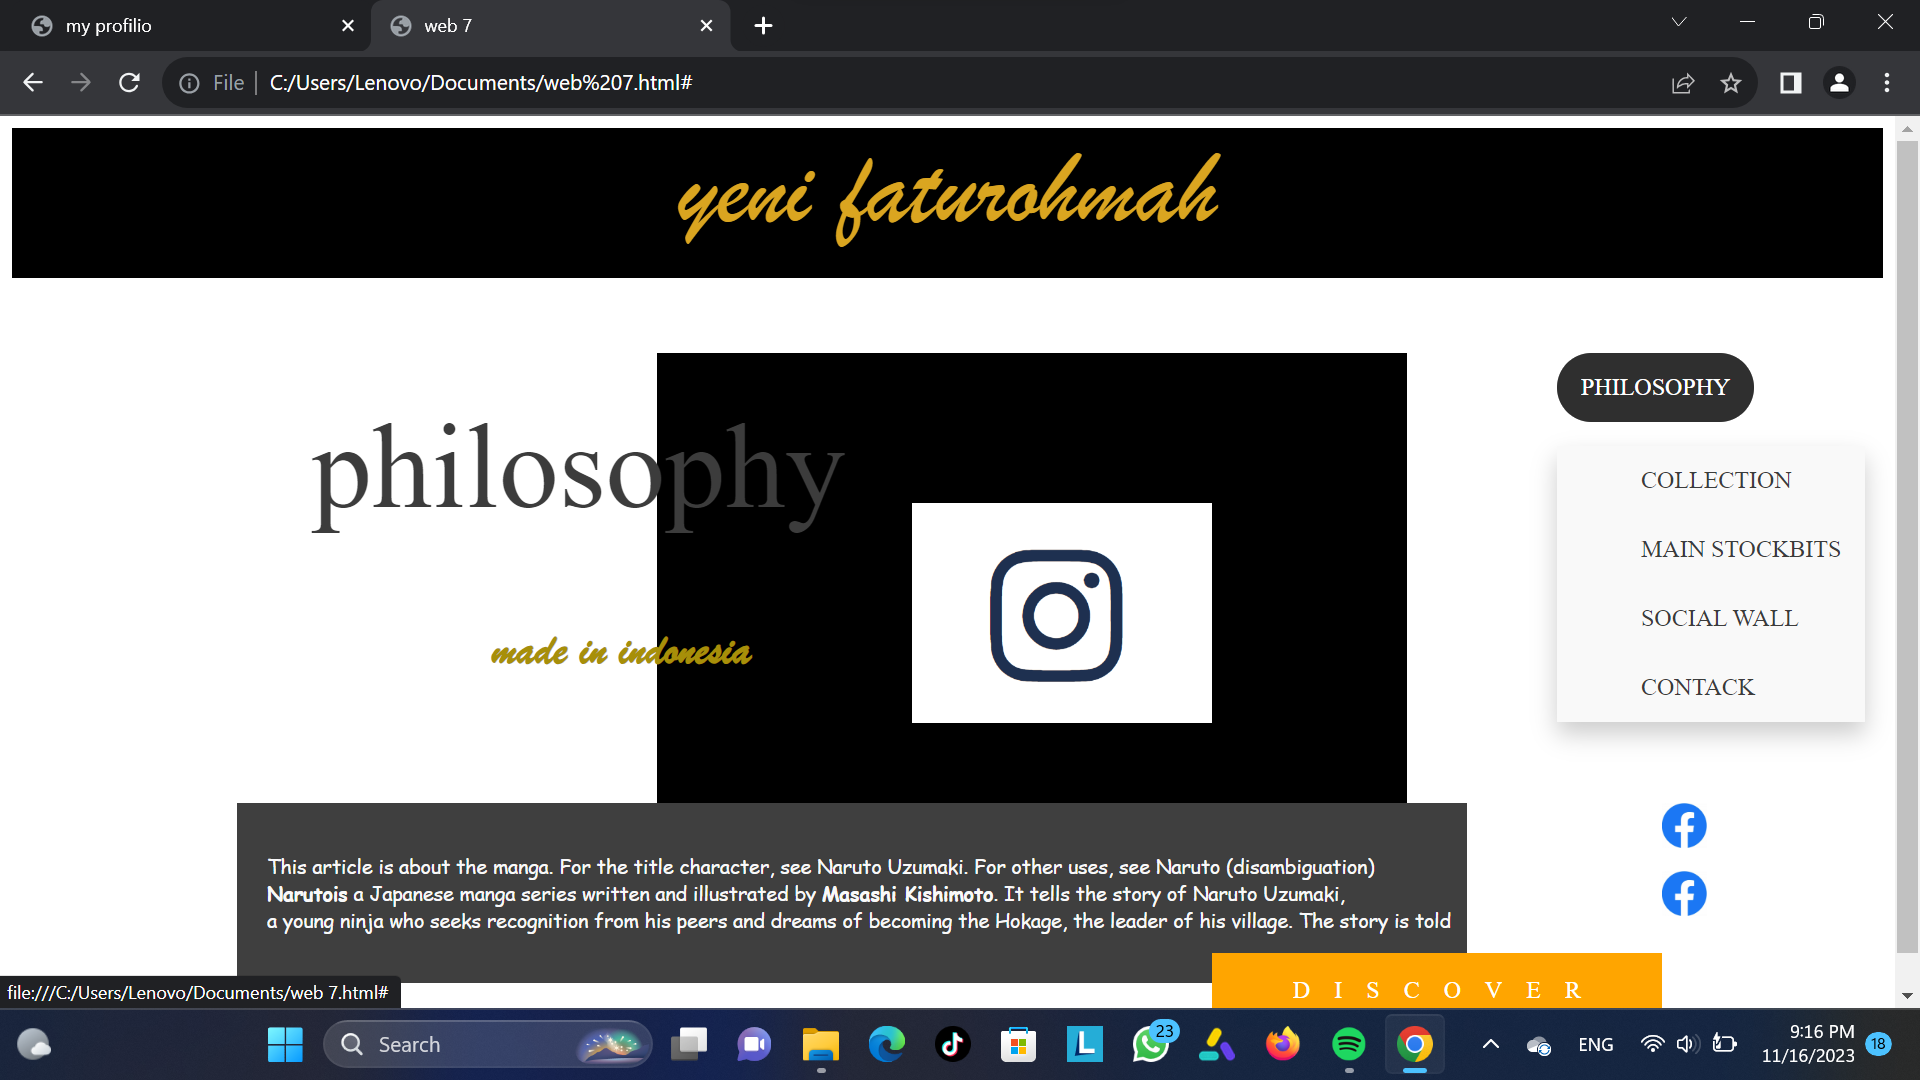 my profilio
web 7
File
C:/Users/Lenovo/Documents/web%207.html#
yeni faturohmah
PHILOSOPHY
philosophy
COLLECTION
MAIN STOCKBITS
SOCIAL WALL
CONTACK
made in indonesia
This article is about the manga. For the title character, see Naruto Uzumaki. For other uses, see Naruto (disambiguation)
Narutois a Japanese manga series written and illustrated by Masashi Kishimoto. It tells the story of Naruto Uzumaki,
a young ninja who seeks recognition from his peers and dreams of becoming the Hokage, the leader of his village. The story is told
D I S C O V E R
file:///C:/Users/Lenovo/Documents/web 7.html#
Search
L
23
ENG
9:16 PM
11/16/2023
18